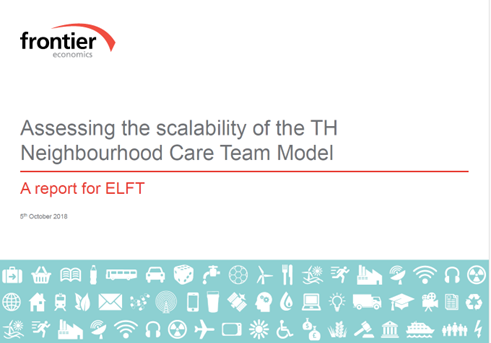 frontier
economics
Assessing the scalability of the TH
Neighbourhood Care Team Model
A report for ELFT
5th October 2018